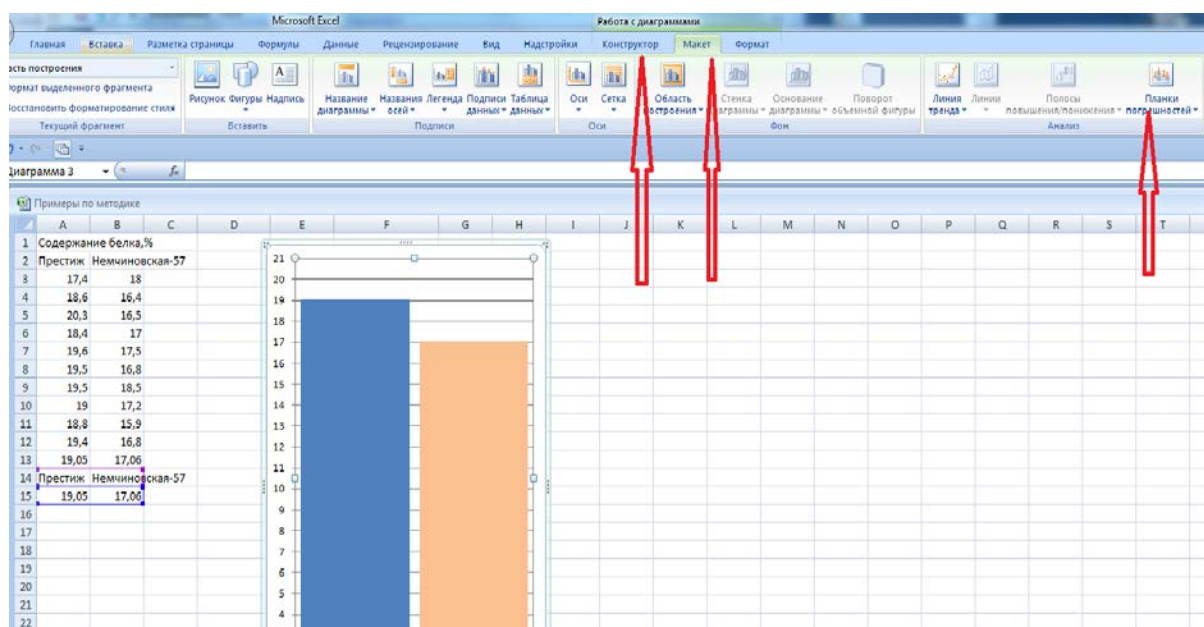 Microsoft Excel
Работа с диаграммами
Главная Вставка Разметка страницы Формулы Данные Рецензирование Вид Надстройки Конструктор Макет Формат
асть построения
ормат выделенного фрагмента
осстановить форматирование стиля
Текущий фрагмент
Рисунок Фигуры Надпись
Вставить
Название диаграммы Названия осей Легенда Подписи данных Таблица данных
Подписи
Оси Сетка
Оси
Область построения Стенка диаграммы Основание диаграммы Поворот объемной фигуры
Фон
Линия тренда Линии Полосы повышения/понижения Планки погрешностей
Анализ
диаграмма 3 fx
Примеры по методике
A B C D E F G H I J K L M N O P Q R S T
1 Содержание белка,%
2 Престиж Немчиновская-57
3 17,4 18
4 18,6 16,4
5 20,3 16,5
6 18,4 17
7 19,6 17,5
8 19,5 16,8
9 19,5 18,5
10 19 17,2
11 18,8 15,9
12 19,4 16,8
13 19,05 17,06
14 Престиж Немчиновская-57
15 19,05 17,06
16
17
18
19
20
21
22
21
20
19
18
17
16
15
14
13
12
11
10
9
8
7
6
5
4